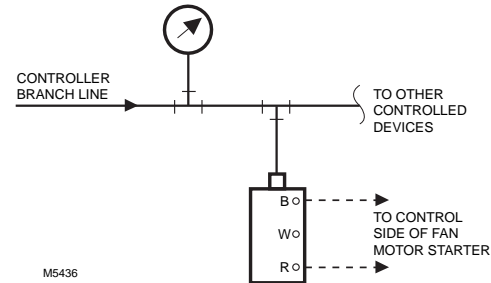 CONTROLLER
BRANCH LINE
TO OTHER
CONTROLLED
DEVICES
B
W
R
TO CONTROL
SIDE OF FAN
MOTOR STARTER
M5436